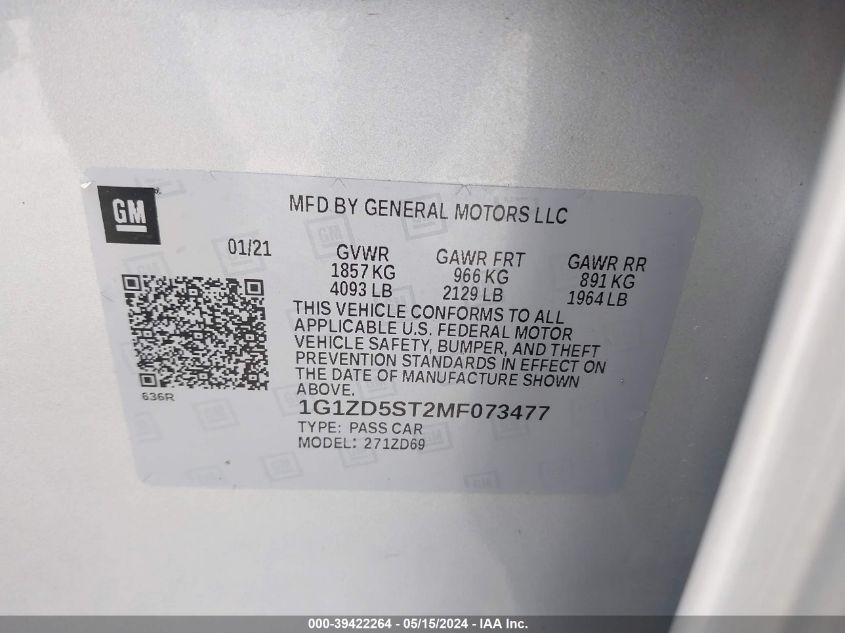 GM
MFD BY GENERAL MOTORS LLC
01/21
GVWR GAWR FRT GAWR RR
1857 KG 966 KG 891 KG
4093 LB 2129 LB 1964 LB
THIS VEHICLE CONFORMS TO ALL
APPLICABLE U.S. FEDERAL MOTOR
VEHICLE SAFETY, BUMPER, AND THEFT
PREVENTION STANDARDS IN EFFECT ON
THE DATE OF MANUFACTURE SHOWN
ABOVE.
636R
1G1ZD5ST2MF073477
TYPE: PASS CAR
MODEL: 271ZD69
000-39422264 - 05/15/2024 - IAA Inc.